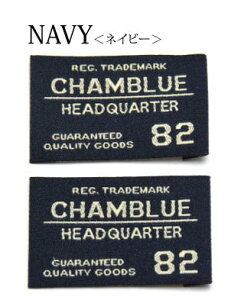 NAVY＜ネイビー＞
REG. TRADEMARK
CHAMBLUE
HEADQUARTER
GUARANTEED
QUALITY GOODS 82
REG. TRADEMARK
CHAMBLUE
HEADQUARTER
GUARANTEED
QUALITY GOODS 82